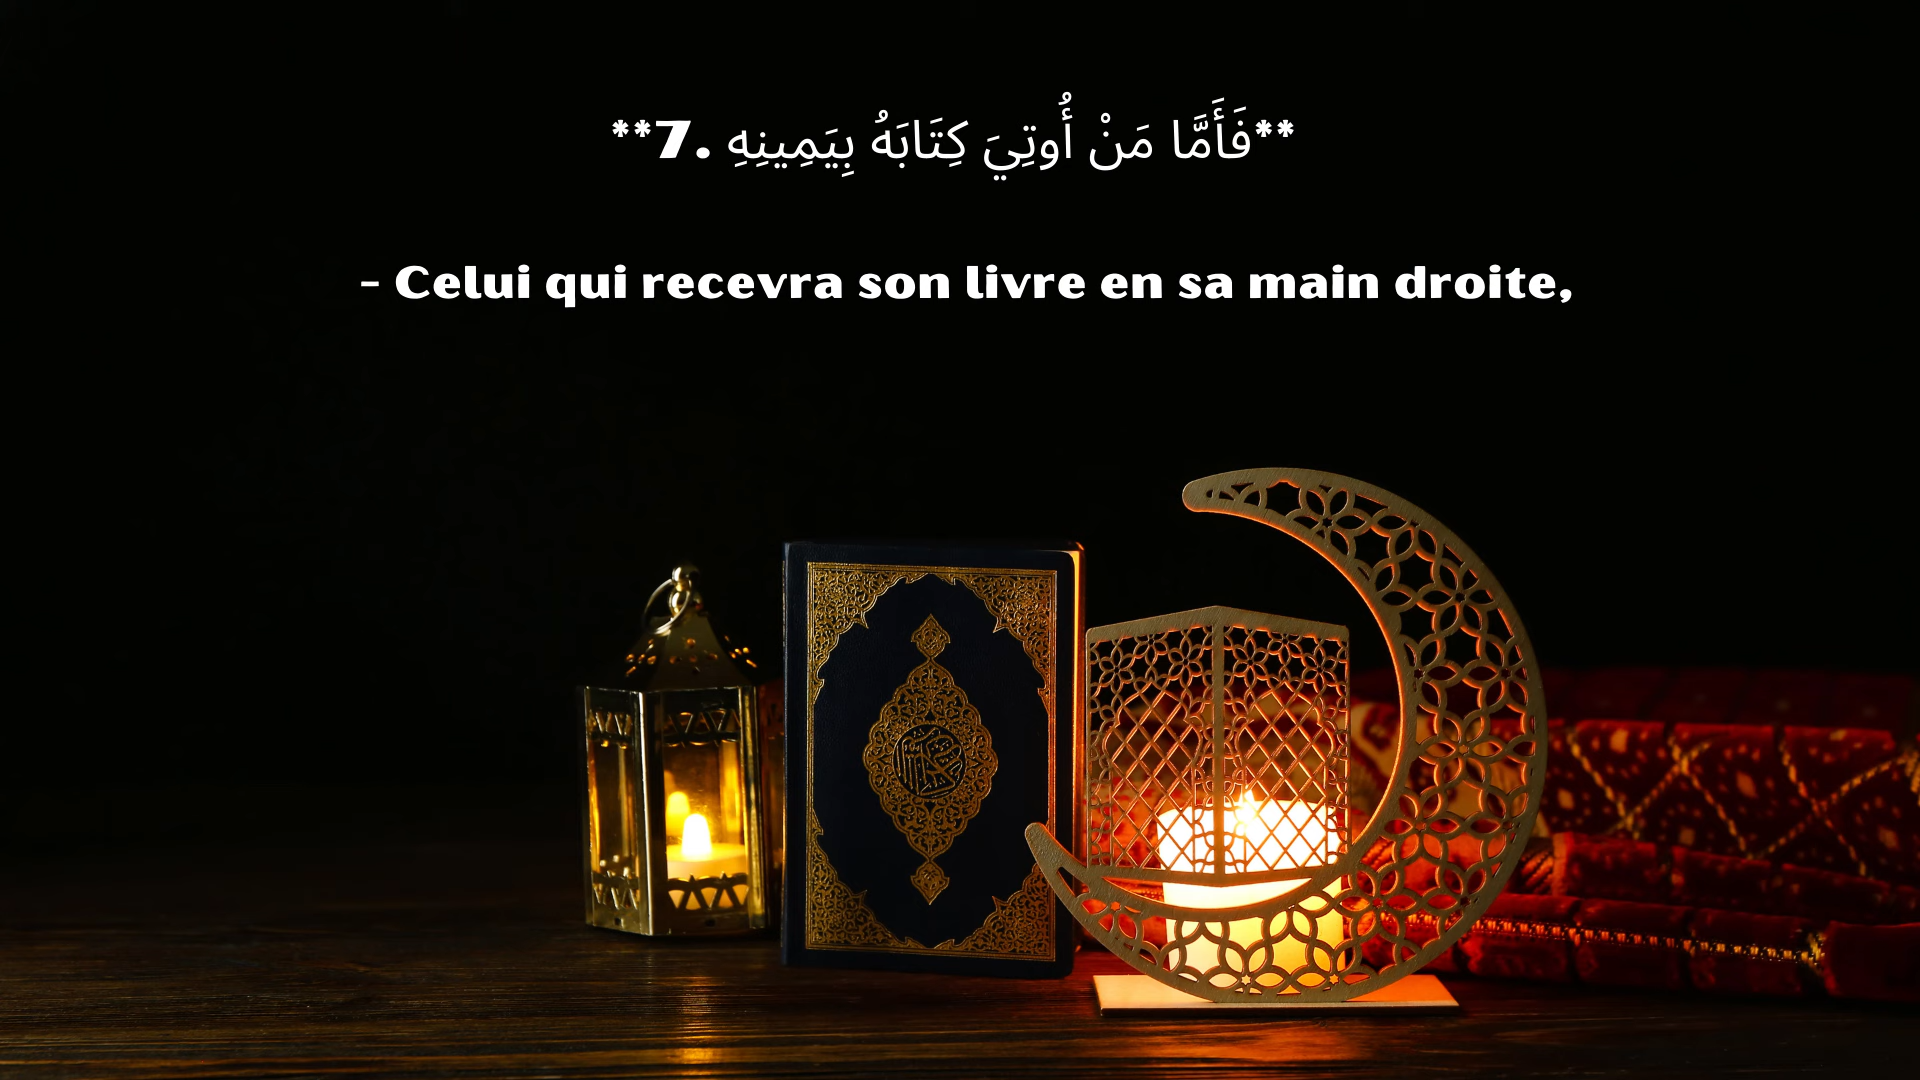 **7. فَأَمَّا مَنْ أُوتِيَ كِتَابَهُ بِيَمِينِهِ**
- Celui qui recevra son livre en sa main droite,